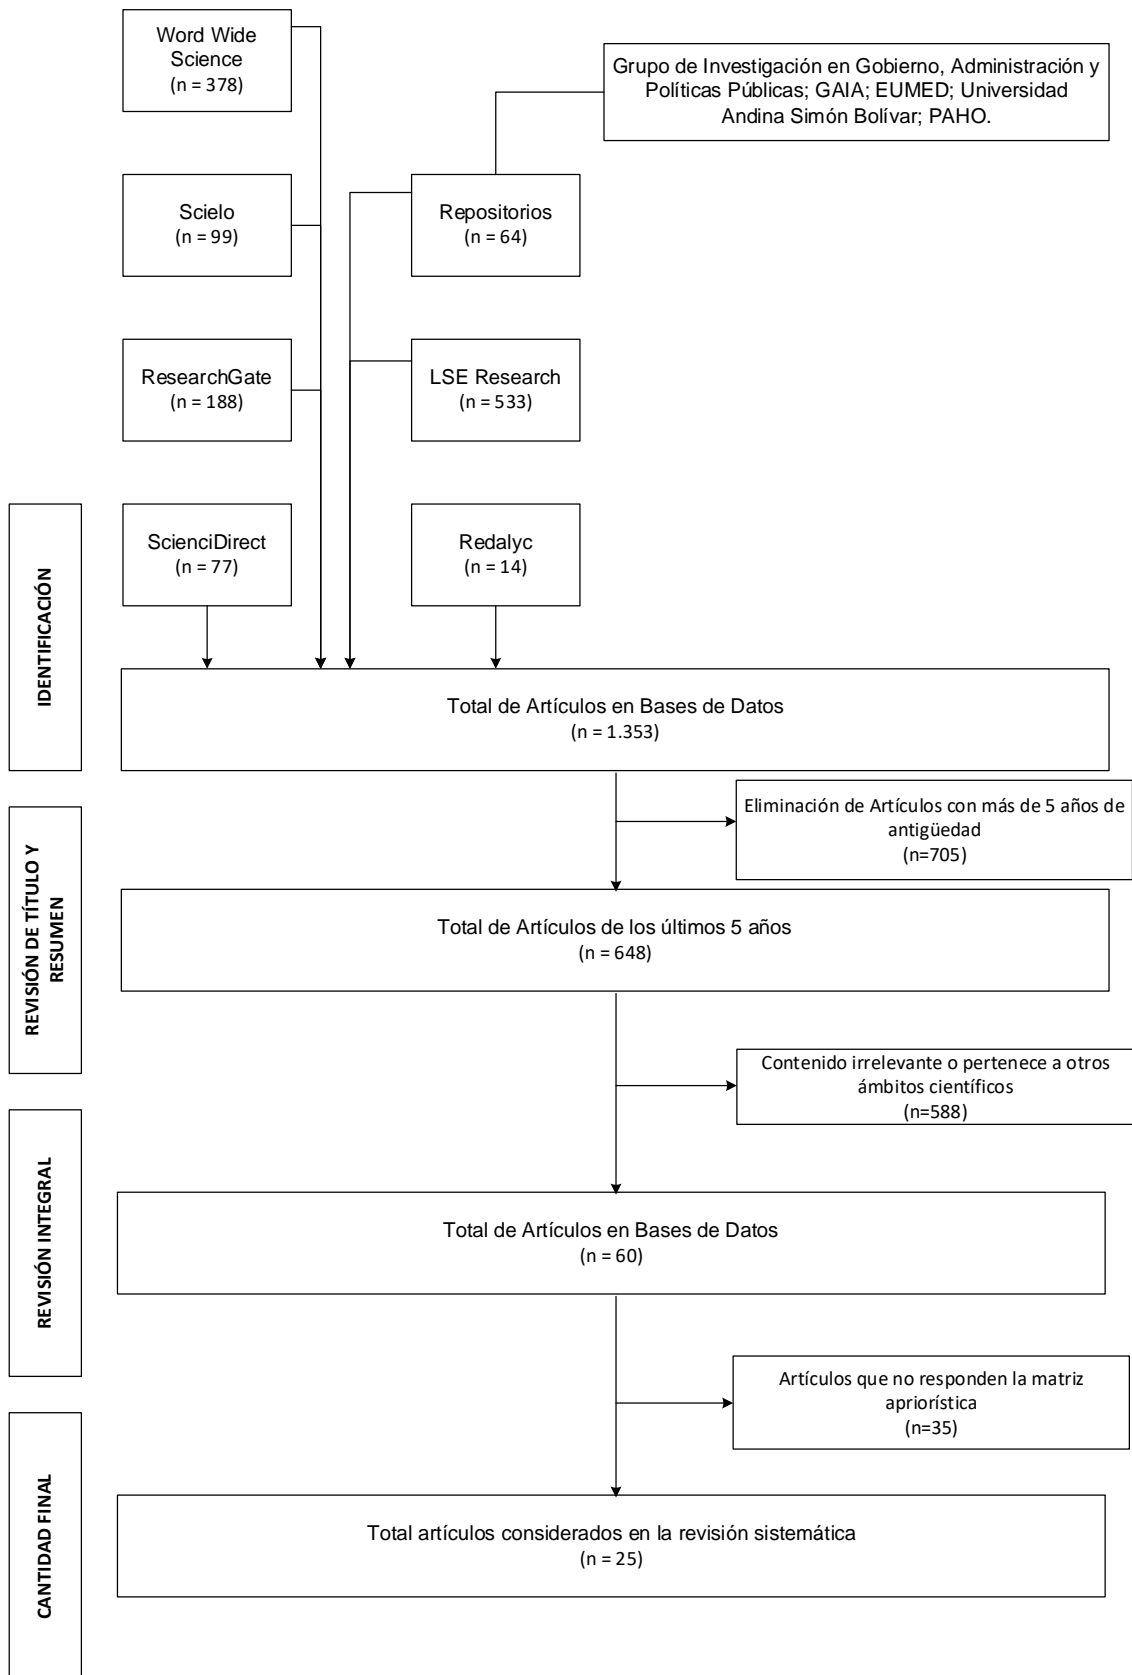 Word Wide
Science
(n = 378)
Grupo de Investigación en Gobierno, Administración y
Políticas Públicas; GAIA; EUMED; Universidad
Andina Simón Bolívar; PAHO.
Scielo
(n = 99)
Repositorios
(n = 64)
ResearchGate
(n = 188)
LSE Research
(n = 533)
ScienciDirect
(n = 77)
Redalyc
(n = 14)
IDENTIFICACIÓN
Total de Artículos en Bases de Datos
(n = 1.353)
Eliminación de Artículos con más de 5 años de
antigüedad
(n=705)
REVISIÓN DE TÍTULO Y
RESUMEN
Total de Artículos de los últimos 5 años
(n = 648)
Contenido irrelevante o pertenece a otros
ámbitos científicos
(n=588)
REVISIÓN INTEGRAL
Total de Artículos en Bases de Datos
(n = 60)
Artículos que no responden la matriz
apriorística
(n=35)
CANTIDAD FINAL
Total artículos considerados en la revisión sistemática
(n = 25)